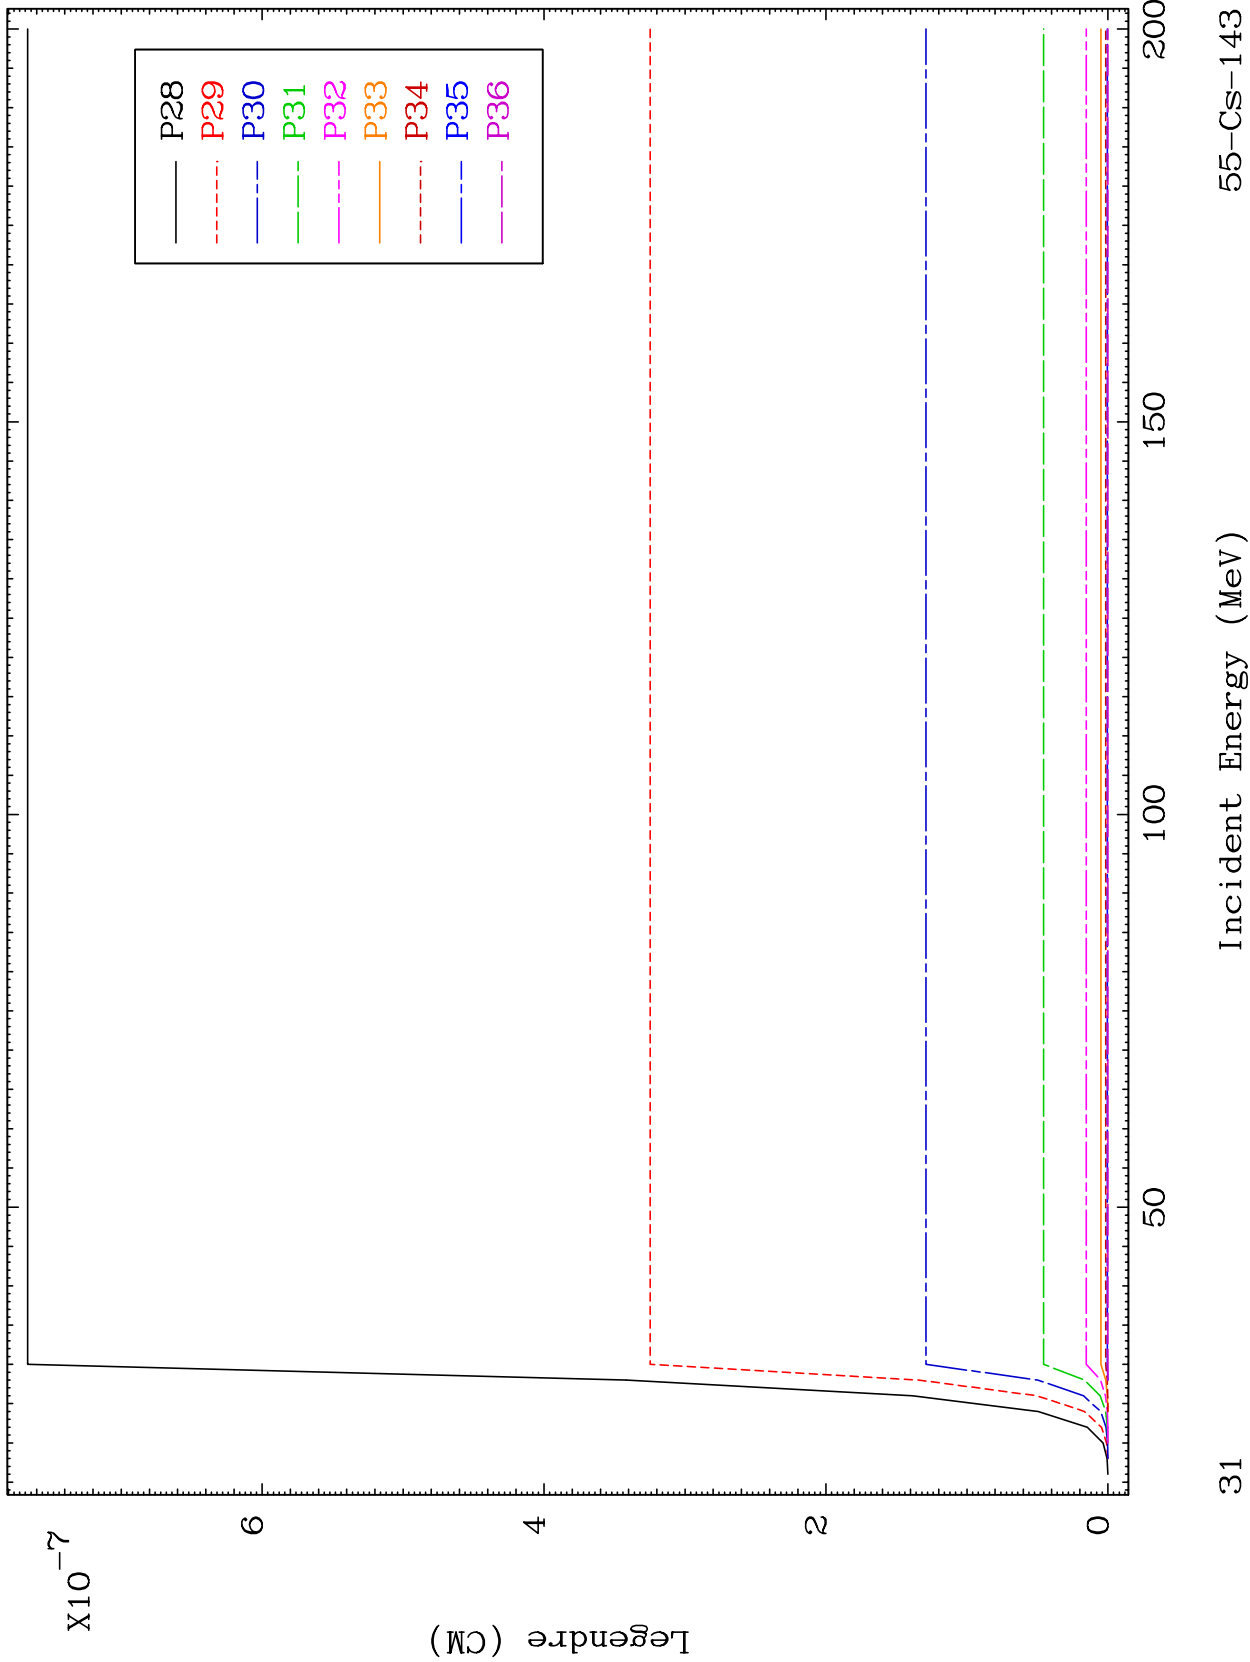 X10-7
6
4
2
0
Legendre (CM)
P28
P29
P30
P31
P32
P33
P34
P35
P36
50
100
150
200
Incident Energy (MeV)
31
55-Cs-143